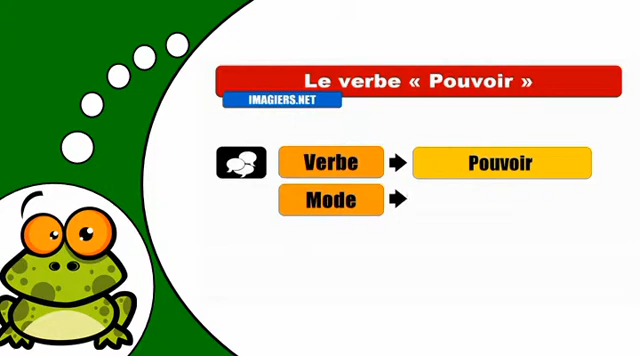 Le verbe « Pouvoir »
IMAGIERS.NET
Verbe
Pouvoir
Mode